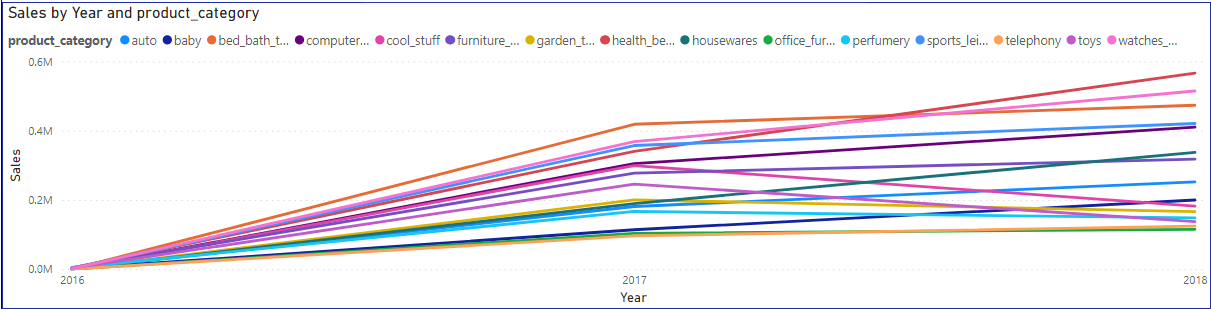 Sales by Year and product_category
product_category auto baby bed_bath_t... computer... cool_stuff furniture_... garden_t... health_be... housewares office_fur... perfumery sports_lei... telephony toys watches_...
0.6M
0.4M
0.2M
0.0M
Sales
2016 2017 2018
Year